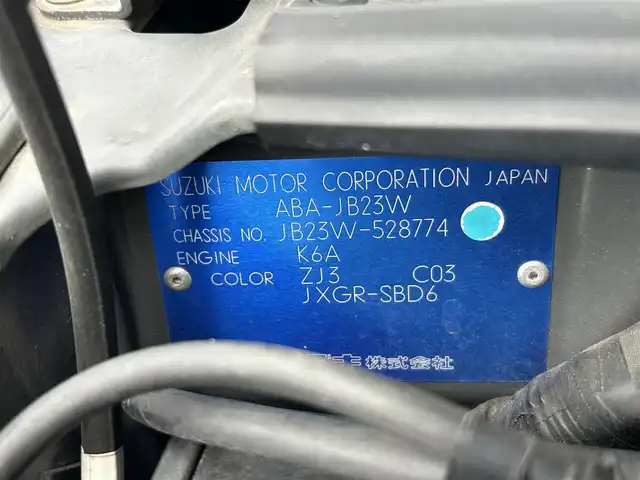 SUZUKI MOTOR CORPORATION JAPAN
TYPE ABA-JB23W
CHASSIS NO. JB23W-528774
ENGINE K6A
COLOR ZJ3 C03
JXGR-SBD6
株式会社